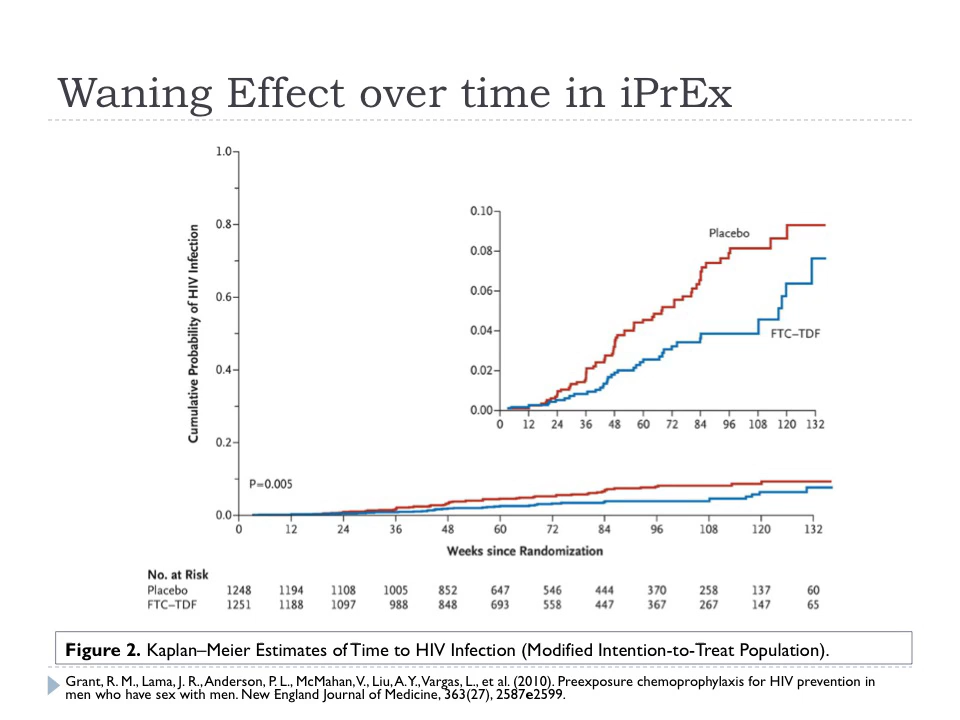 Waning Effect over time in iPrEx
1.0
0.8
0.6
0.4
0.2
0.0
Cumulative Probability of HIV Infection
P=0.005
0.10
0.08
0.06
0.04
0.02
0.00
Placebo
FTC–TDF
0 12 24 36 48 60 72 84 96 108 120 132
0 12 24 36 48 60 72 84 96 108 120 132
Weeks since Randomization
No. at Risk
Placebo 1248 1194 1108 1005 852 647 546 444 370 258 137 60
FTC–TDF 1251 1188 1097 988 848 693 558 447 367 267 147 65
Figure 2. Kaplan–Meier Estimates of Time to HIV Infection (Modified Intention-to-Treat Population).
Grant, R. M., Lama, J. R., Anderson, P. L., McMahan, V., Liu, A. Y., Vargas, L., et al. (2010). Preexposure chemoprophylaxis for HIV prevention in
men who have sex with men. New England Journal of Medicine, 363(27), 2587e2599.